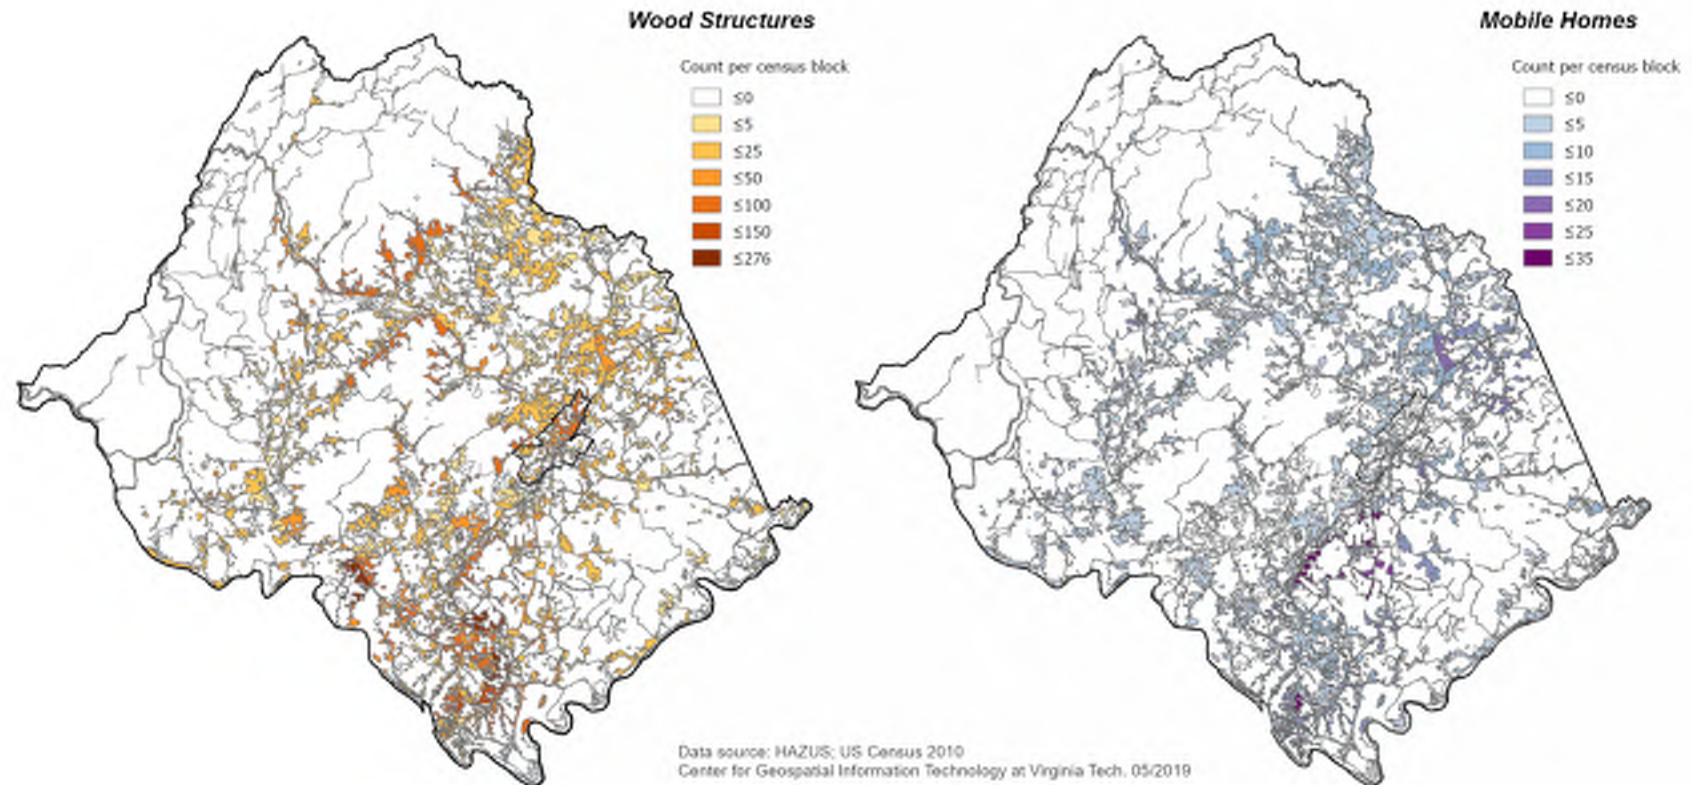 Wood Structures
Count per census block
≤0
≤5
≤25
≤50
≤100
≤150
≤276
Mobile Homes
Count per census block
≤0
≤5
≤10
≤15
≤20
≤25
≤35
Data source: HAZUS; US Census 2010
Center for Geospatial Information Technology at Virginia Tech. 05/2019